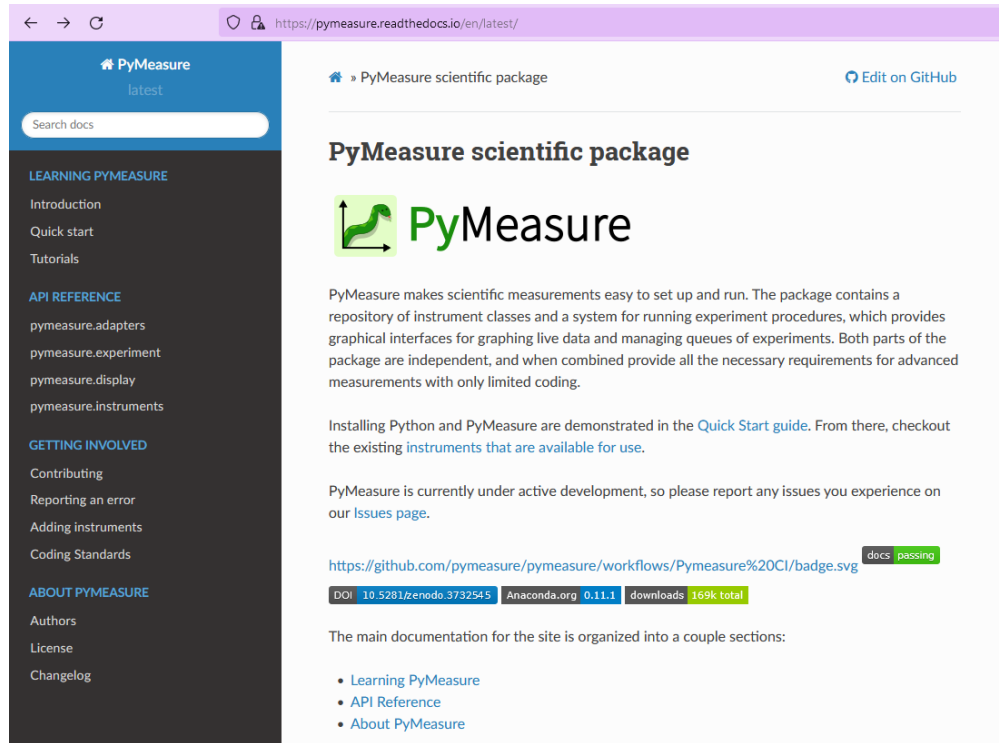 https://pymeasure.readthedocs.io/en/latest/
PyMeasure
latest
Search docs
LEARNING PYMEASURE
Introduction
Quick start
Tutorials
API REFERENCE
pymeasure.adapters
pymeasure.experiment
pymeasure.display
pymeasure.instruments
GETTING INVOLVED
Contributing
Reporting an error
Adding instruments
Coding Standards
ABOUT PYMEASURE
Authors
License
Changelog
» PyMeasure scientific package
Edit on GitHub
PyMeasure scientific package
PyMeasure
PyMeasure makes scientific measurements easy to set up and run. The package contains a
repository of instrument classes and a system for running experiment procedures, which provides
graphical interfaces for graphing live data and managing queues of experiments. Both parts of the
package are independent, and when combined provide all the necessary requirements for advanced
measurements with only limited coding.
Installing Python and PyMeasure are demonstrated in the Quick Start guide. From there, checkout
the existing instruments that are available for use.
PyMeasure is currently under active development, so please report any issues you experience on
our Issues page.
https://github.com/pymeasure/pymeasure/workflows/Pymeasure%20CI/badge.svg docs passing
DOI 10.5281/zenodo.3732545 Anaconda.org 0.11.1 downloads 169k total
The main documentation for the site is organized into a couple sections:
• Learning PyMeasure
• API Reference
• About PyMeasure